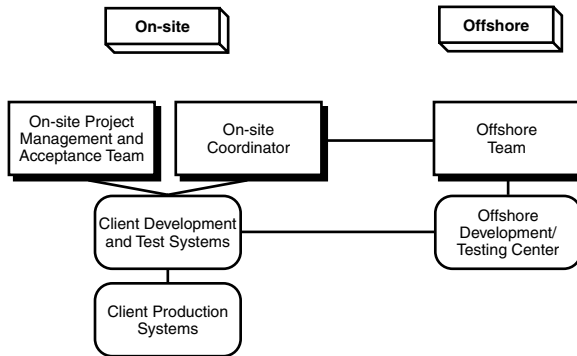 On-site
Offshore
On-site Project
Management and
Acceptance Team
On-site
Coordinator
Offshore
Team
Client Development
and Test Systems
Offshore
Development/
Testing Center
Client Production
Systems